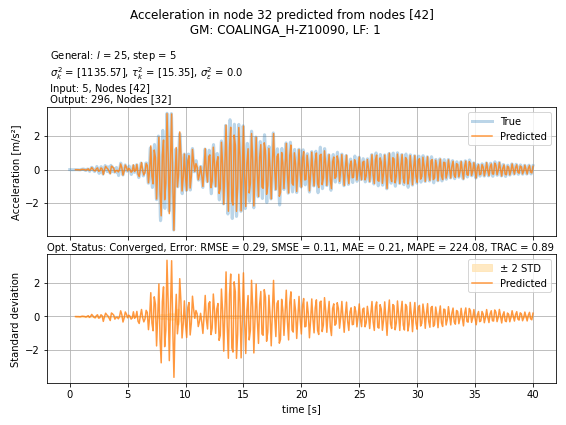 Acceleration in node 32 predicted from nodes [42]
GM: COALINGA_H-Z10090, LF: 1
General: l = 25, step = 5
σ²ₖ = [1135.57], τ²ₖ = [15.35], σ²ε = 0.0
Input: 5, Nodes [42]
Output: 296, Nodes [32]
Acceleration [m/s²]
2
0
−2
True
Predicted
Opt. Status: Converged, Error: RMSE = 0.29, SMSE = 0.11, MAE = 0.21, MAPE = 224.08, TRAC = 0.89
Standard deviation
2
0
−2
± 2 STD
Predicted
0 5 10 15 20 25 30 35 40
time [s]